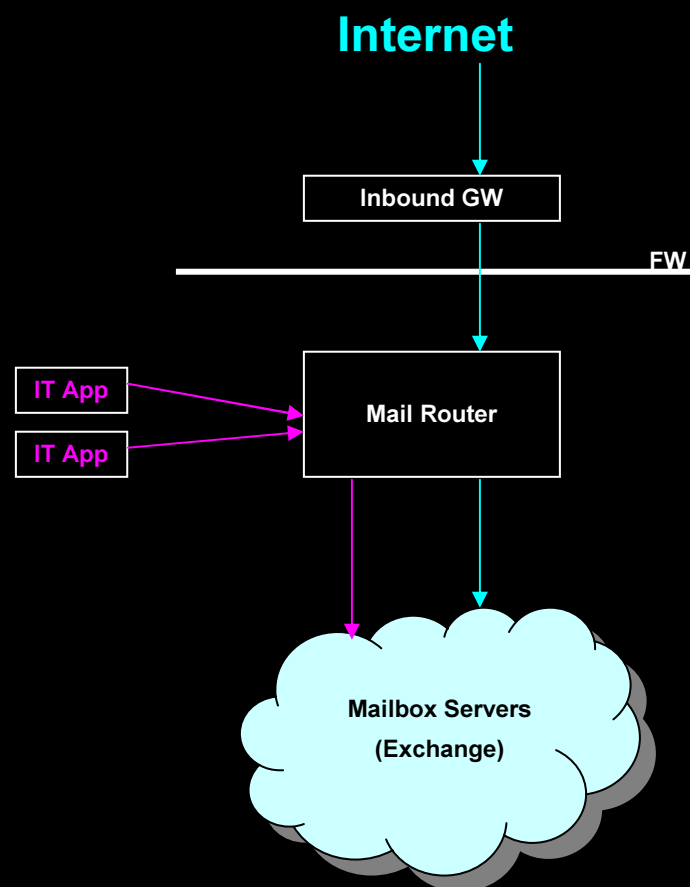 Internet
Inbound GW
FW
IT App
Mail Router
IT App
Mailbox Servers
(Exchange)